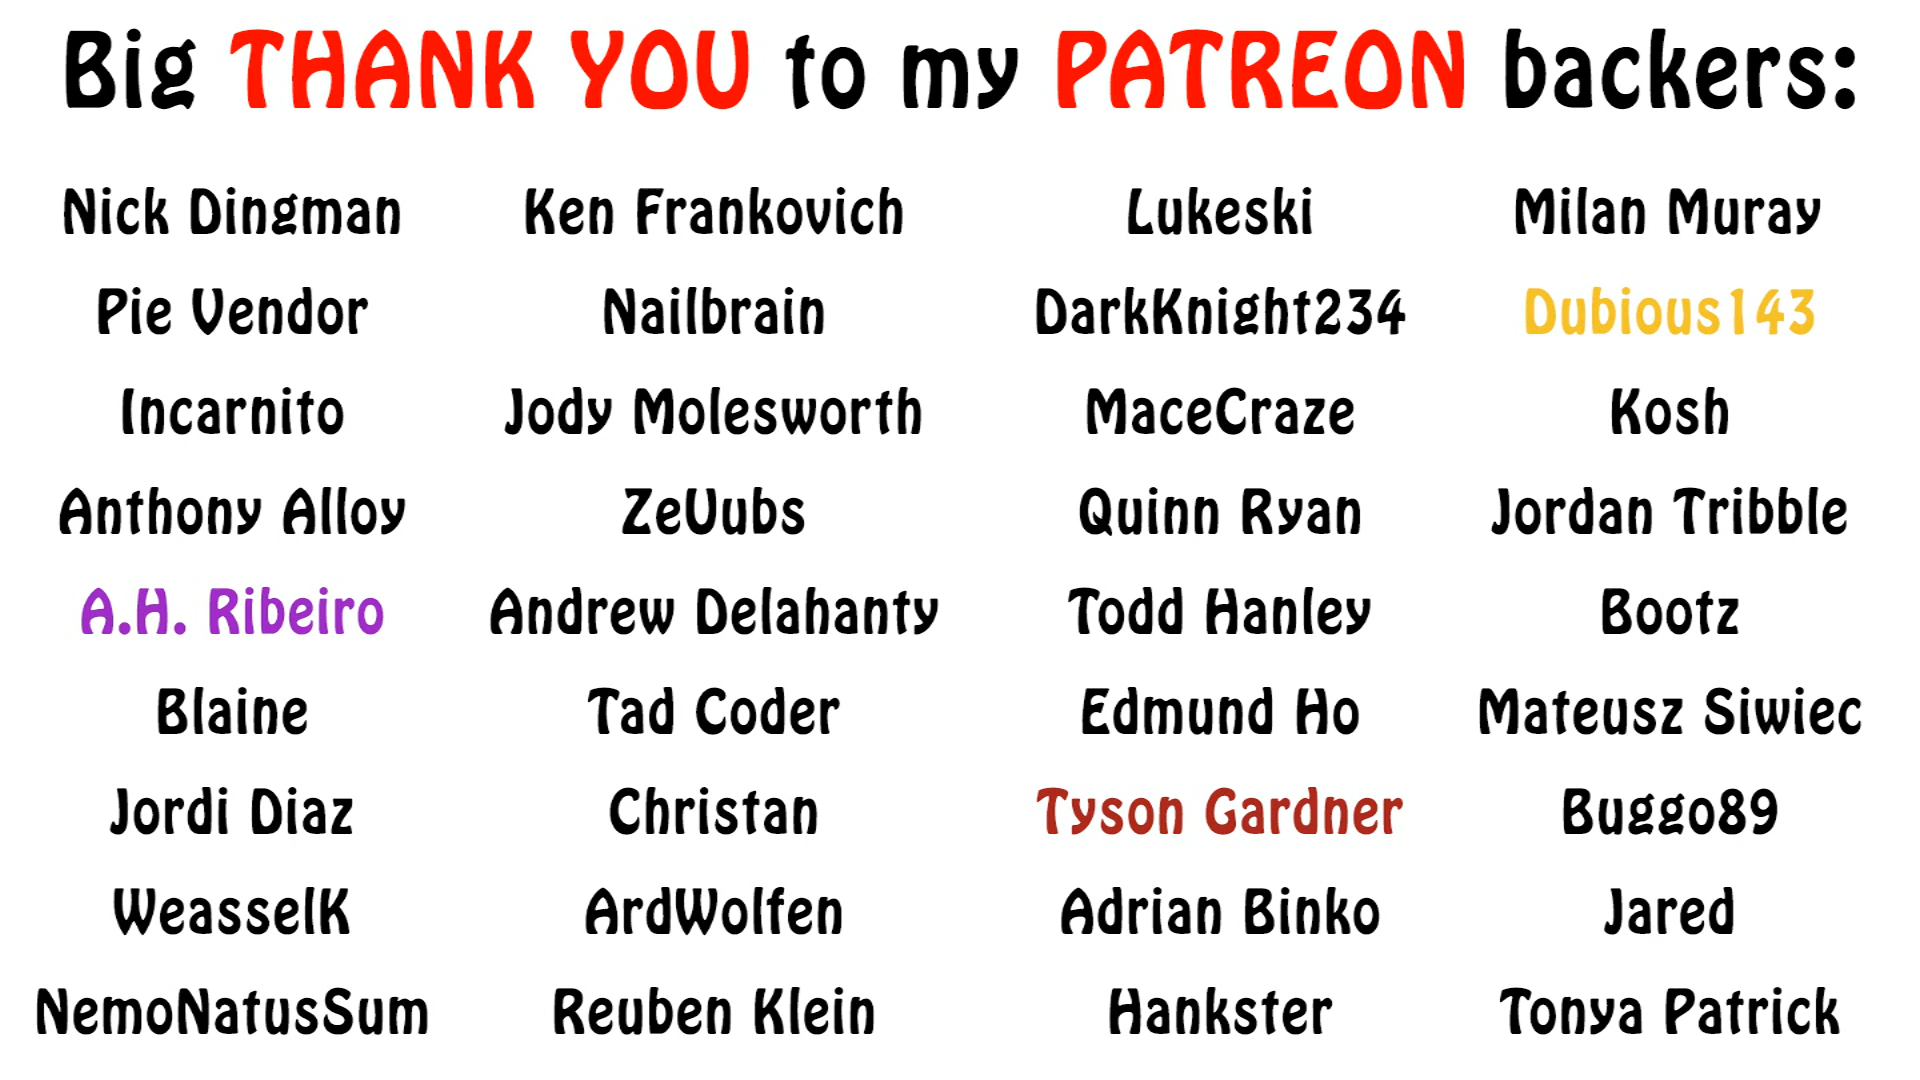 Big THANK YOU to my PATREON backers:
Nick Dingman Ken Frankovich Lukeski Milan Muray
Pie Vendor Nailbrain DarkKnight234 Dubious143
Incarnito Jody Molesworth MaceCraze Kosh
Anthony Alloy ZeUubs Quinn Ryan Jordan Tribble
A.H. Ribeiro Andrew Delahanty Todd Hanley Bootz
Blaine Tad Coder Edmund Ho Mateusz Siwiec
Jordi Diaz Christan Tyson Gardner Buggo89
WeasselK ArdWolfen Adrian Binko Jared
NemoNatusSum Reuben Klein Hankster Tonya Patrick